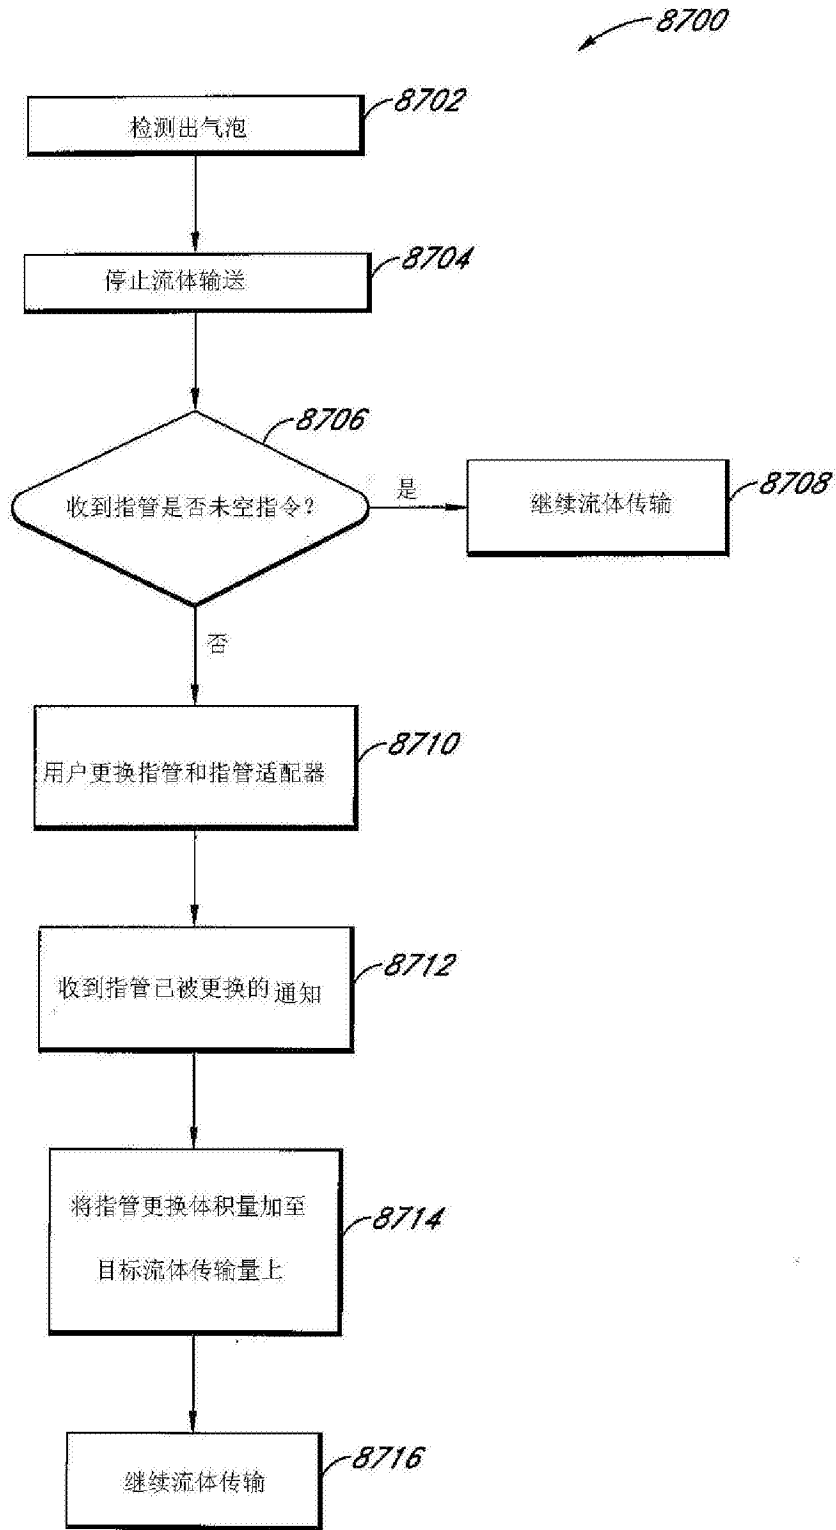 8700
检测出气泡
8702
停止流体输送
8704
8706
收到指管是否未空指令？
是
继续流体传输
8708
否
用户更换指管和指管适配器
8710
收到指管已被更换的通知
8712
将指管更换体积量加至
目标流体传输量上
8714
继续流体传输
8716